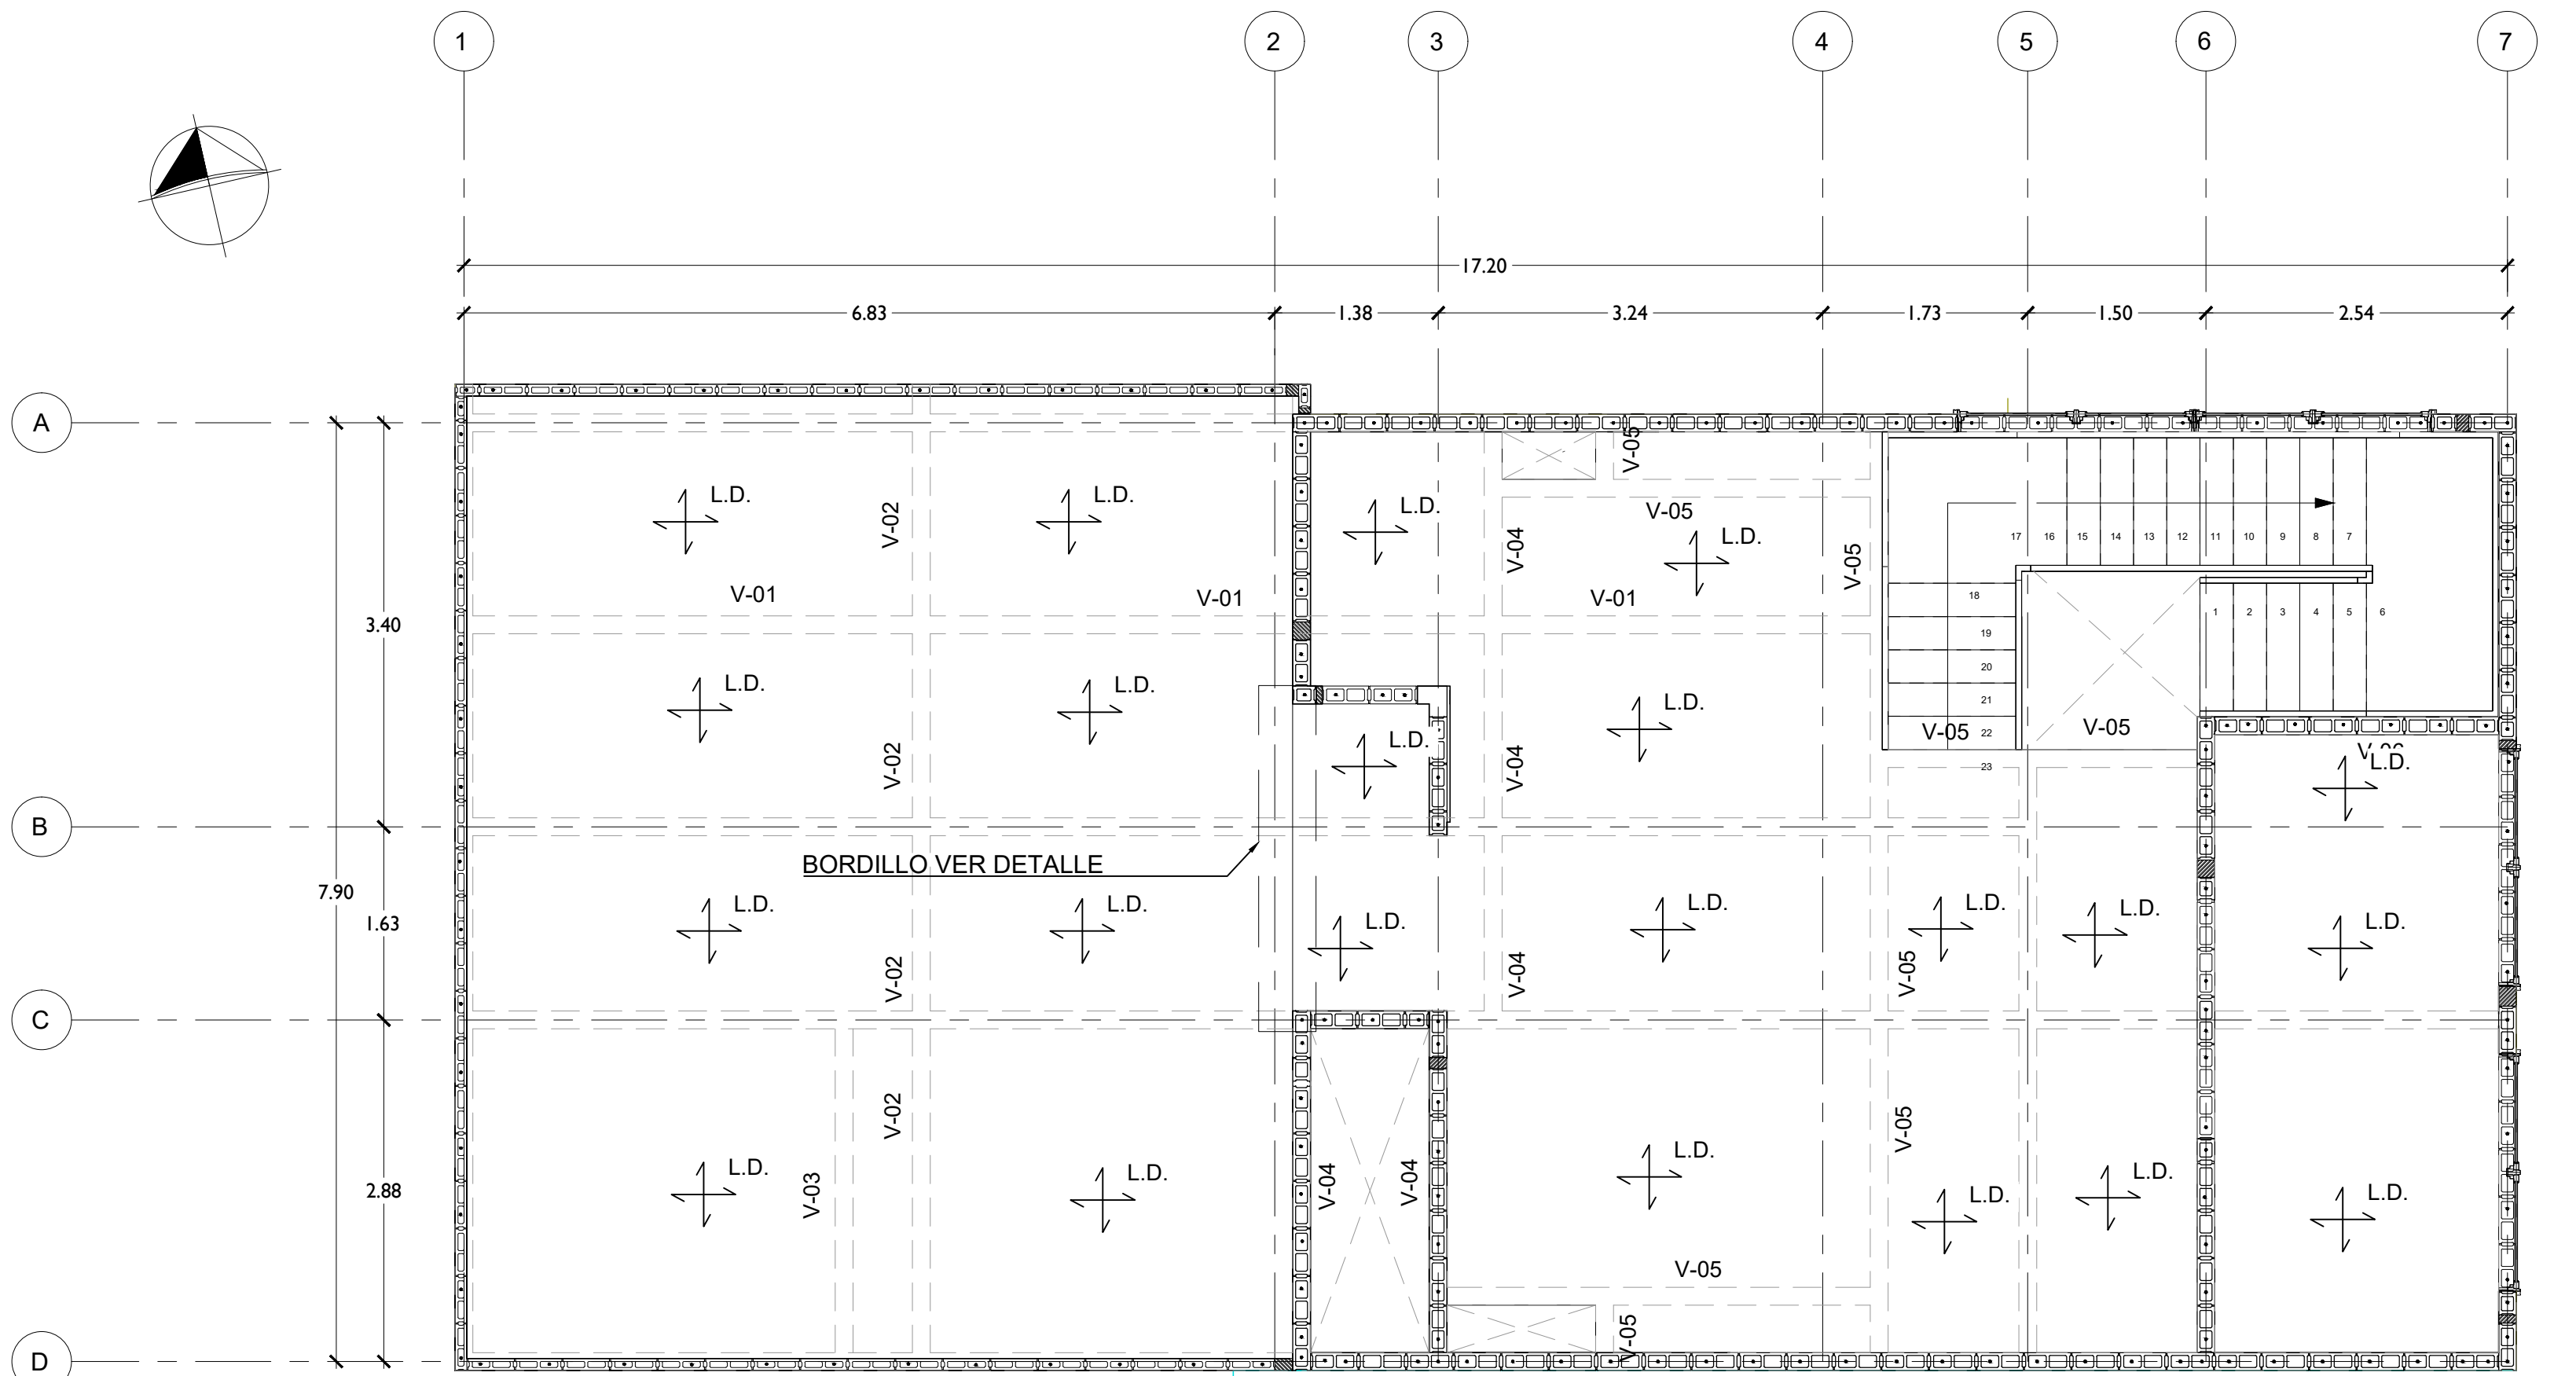 1 2 3 4 5 6 7
17.20
6.83 1.38 3.24 1.73 1.50 2.54
A
V-05
L.D. L.D. L.D. V-05
V-02 V-04 L.D. V-05
17 16 15 14 13 12 11 10 9 8 7
V-01 V-01 V-01 18
3.40 19 1 2 3 4 5 6
20
L.D. L.D. L.D. 21
V-02 L.D. V-04 V-05 22 V-05
23 L.D.
B
BORDILLO VER DETALLE
7.90
1.63 L.D. L.D. L.D. L.D. L.D. L.D. L.D.
V-02 V-04 V-05
C
V-02 V-05
2.88 L.D. V-03 L.D. V-04 V-04 L.D. L.D. L.D. L.D.
V-05
V-05
D